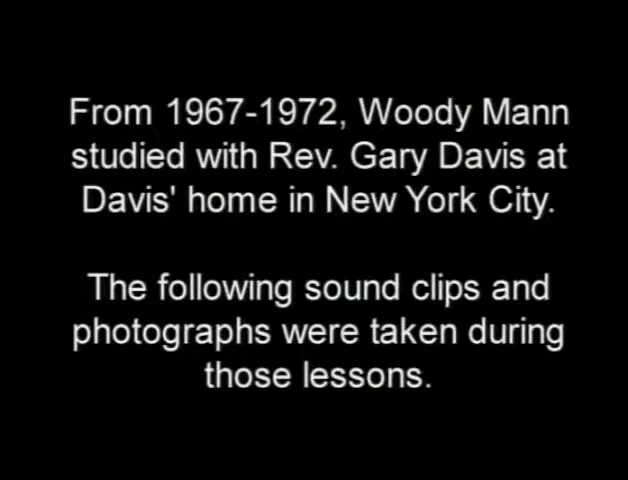 From 1967-1972, Woody Mann
studied with Rev. Gary Davis at
Davis' home in New York City.
The following sound clips and
photographs were taken during
those lessons.